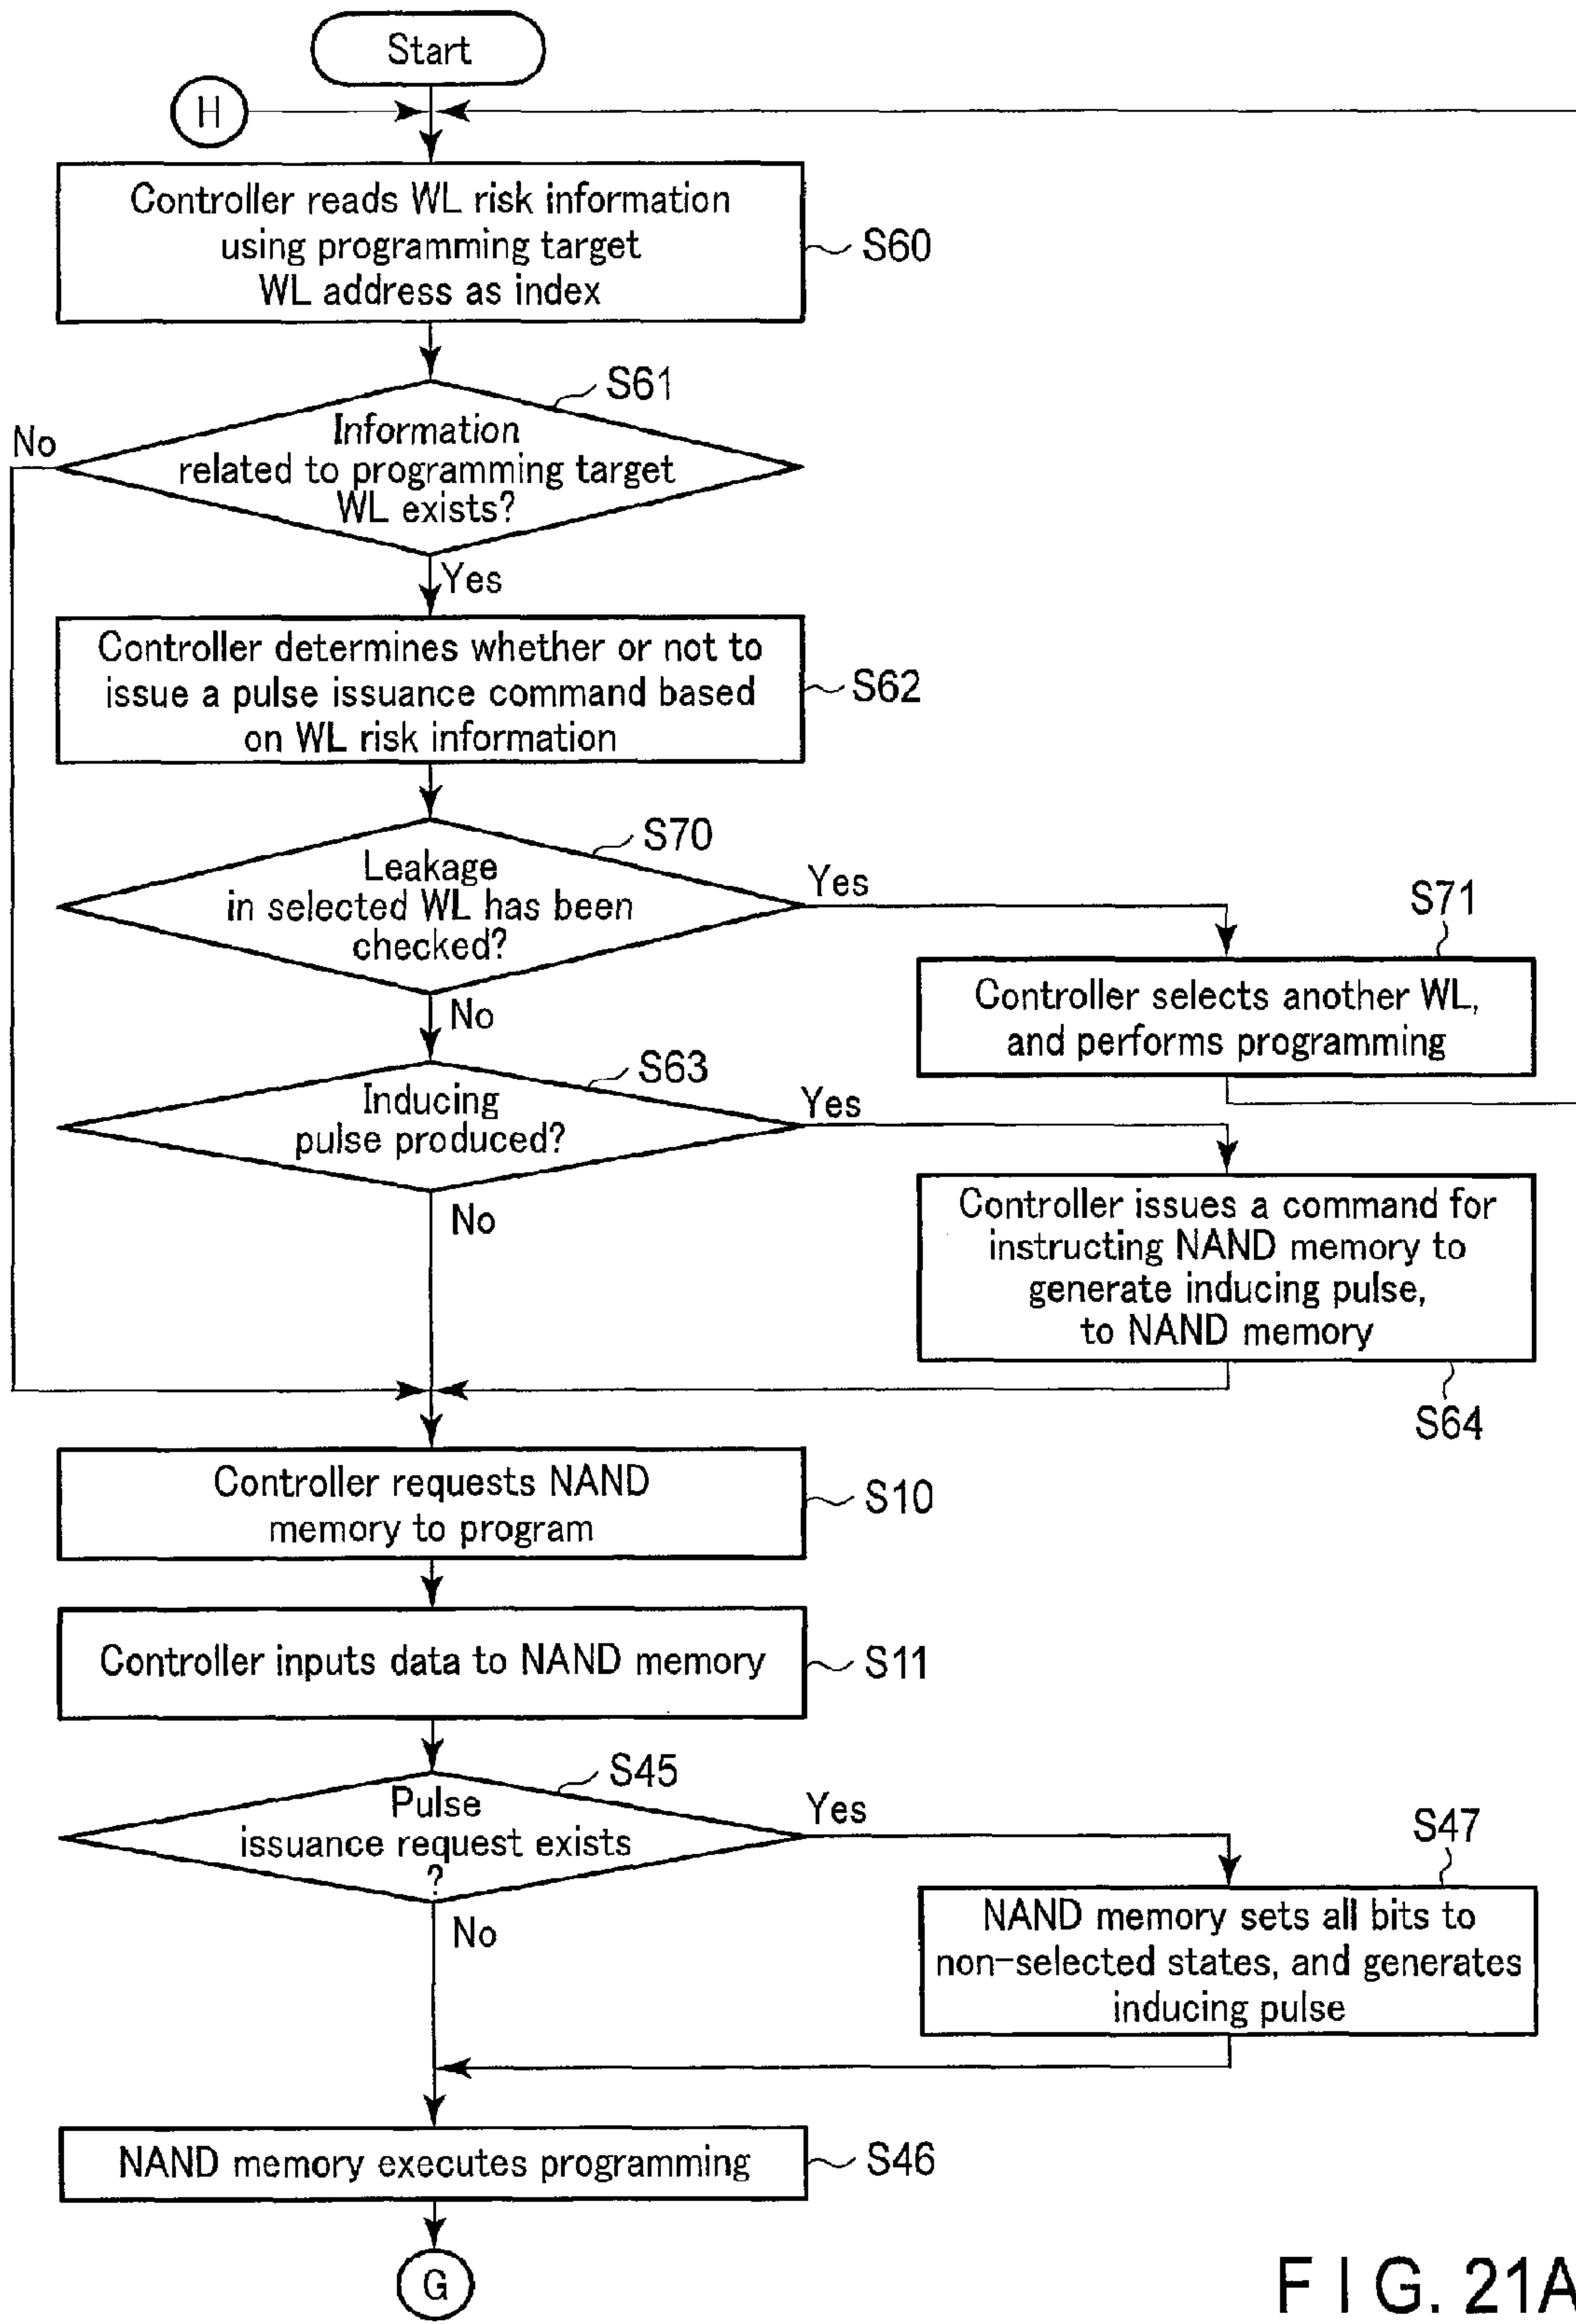 Start
H
Controller reads WL risk information
using programming target
WL address as index
S60
S61
Information
related to programming target
WL exists?
No
Yes
Controller determines whether or not to
issue a pulse issuance command based
on WL risk information
S62
S70
Leakage
in selected WL has been
checked?
Yes
No
S71
Controller selects another WL,
and performs programming
S63
Inducing
pulse produced?
Yes
No
Controller issues a command for
instructing NAND memory to
generate inducing pulse,
to NAND memory
S64
Controller requests NAND
memory to program
S10
Controller inputs data to NAND memory
S11
S45
Pulse
issuance request exists
?
Yes
No
S47
NAND memory sets all bits to
non-selected states, and generates
inducing pulse
NAND memory executes programming
S46
G
FIG. 21A